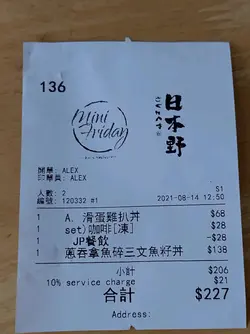 136
Mini Friday
日本野
開單: ALEX
印單員: ALEX
人數: 2
S1
編號: 120332 #1
2021-08-14 12:50
1 A. 滑蛋雞扒丼 $68
1 set)咖啡[凍] $28
1 JP餐飲 -$28
1 蔥吞拿魚碎三文魚籽丼 $138
小計 $206
10% service charge $21
合計 $227
Address: